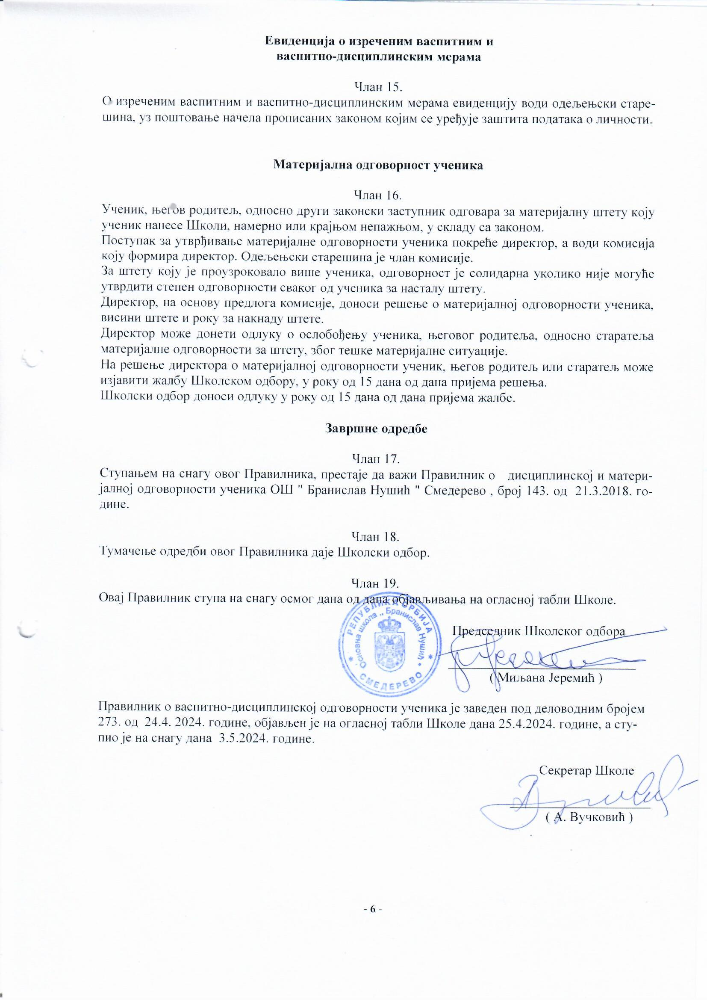 Евиденција о изреченим васпитним и
васпитно-дисциплинским мерама
Члан 15.
О изреченим васпитним и васпитно-дисциплинским мерама евиденцију води одељењски старе-
шина, уз поштовање начела прописаних законом којим се уређује заштита података о личности.
Материјална одговорност ученика
Члан 16.
Ученик, његов родитељ, односно други законски заступник одговара за материјалну штету коју
ученик нанесе Школи, намерно или крајњом непажњом, у складу са законом.
Поступак за утврђивање материјалне одговорности ученика покреће директор, а води комисија
коју формира директор. Одељењски старешина је члан комисије.
За штету коју је проузроковало више ученика, одговорност је солидарна уколико није могуће
утврдити степен одговорности сваког од ученика за насталу штету.
Директор, на основу предлога комисије, доноси решење о материјалној одговорности ученика,
висини штете и року за накнаду штете.
Директор може донети одлуку о ослобођењу ученика, његовог родитеља, односно старатеља
материјалне одговорности за штету, због тешке материјалне ситуације.
На решење директора о материјалној одговорности ученик, његов родитељ или старатељ може
изјавити жалбу Школском одбору, у року од 15 дана од дана пријема решења.
Школски одбор доноси одлуку у року од 15 дана од дана пријема жалбе.
Завршне одредбе
Члан 17.
Ступањем на снагу овог Правилника, престаје да важи Правилник о дисциплинској и матери-
јалној одговорности ученика ОШ " Бранислав Нушић " Смедерево , број 143. од 21.3.2018. го-
дине.
Члан 18.
Тумачење одредби овог Правилника даје Школски одбор.
Члан 19.
Овај Правилник ступа на снагу осмог дана од дана објављивања на огласној табли Школе.
РЕПУБЛИКА СРБИЈА
Основна школа „ Бранислав Нушић "
* СМЕДЕРЕВО *
Председник Школског одбора
( Миљана Јеремић )
Правилник о васпитно-дисциплинској одговорности ученика је заведен под деловодним бројем
273. од 24.4. 2024. године, објављен је на огласној табли Школе дана 25.4.2024. године, а сту-
пио је на снагу дана 3.5.2024. године.
Секретар Школе
( А. Вучковић )
- 6 -